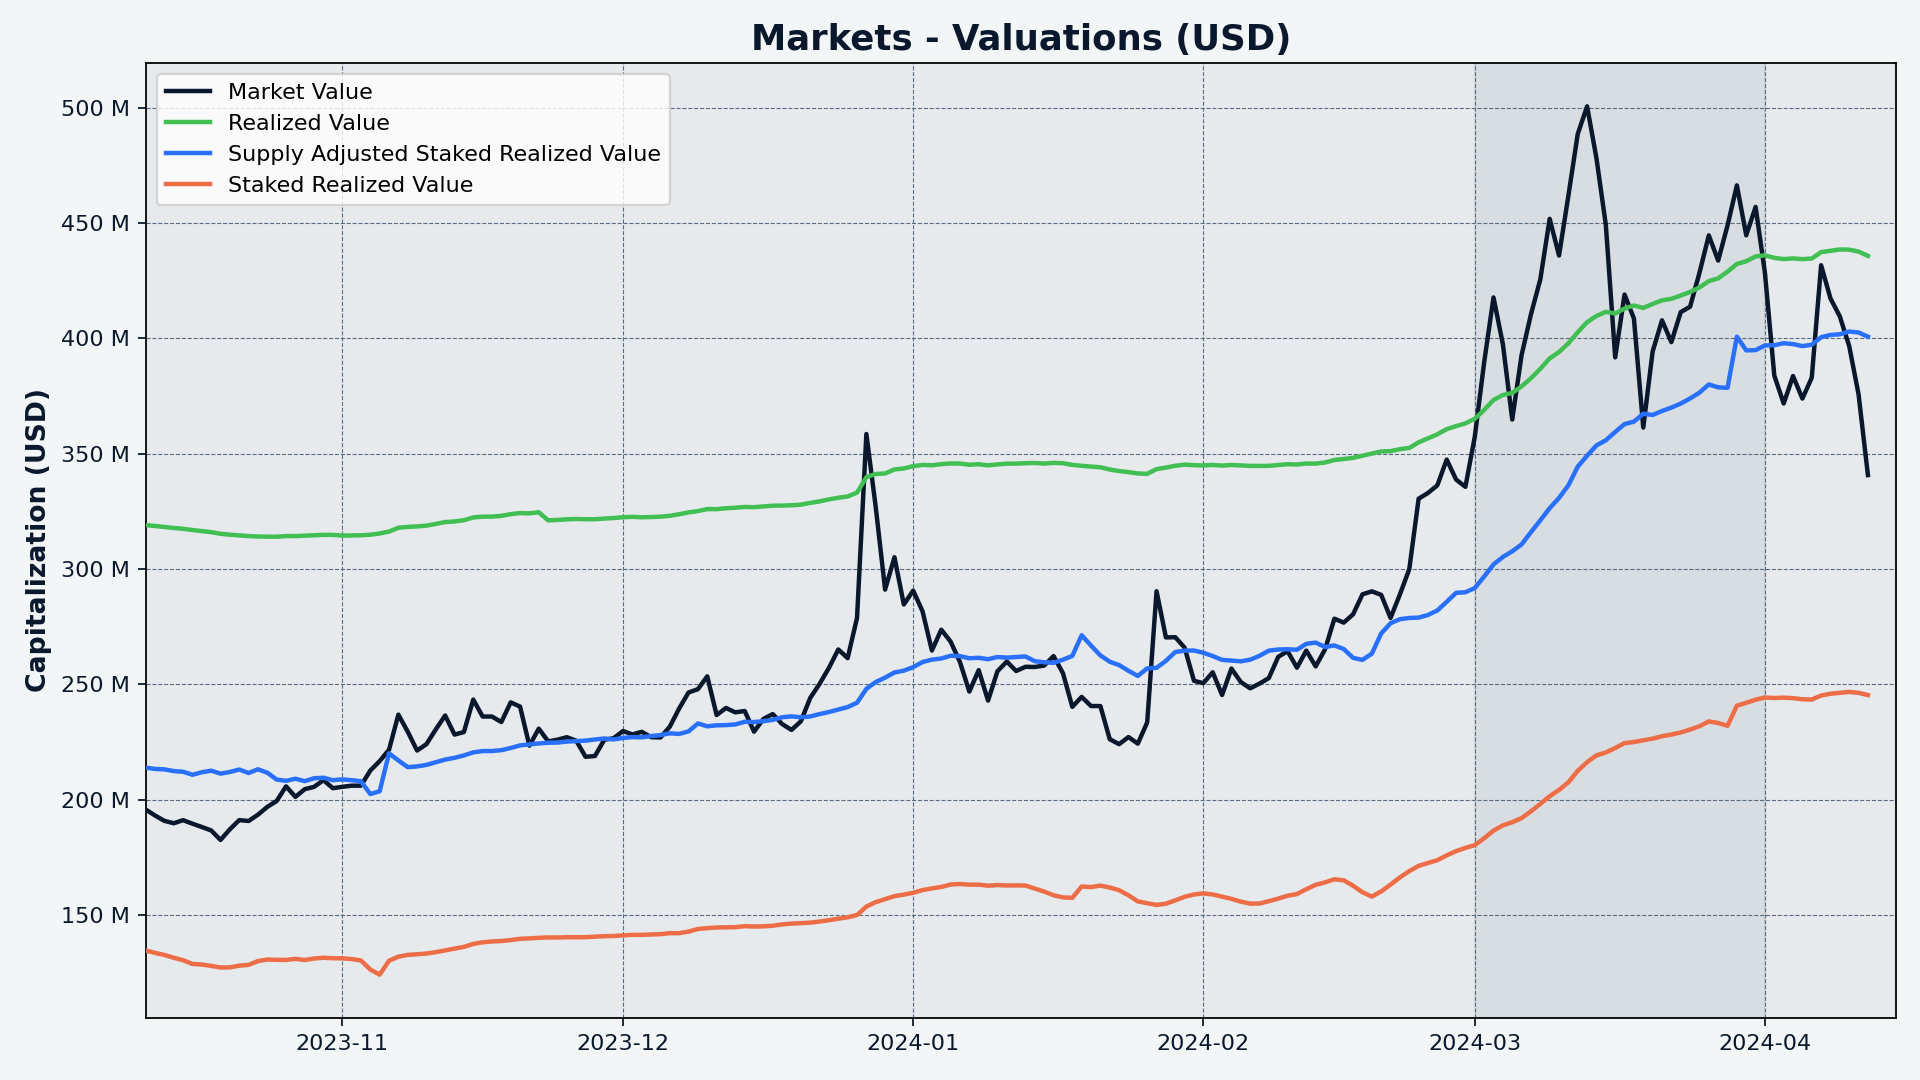 Markets - Valuations (USD)
Market Value
Realized Value
Supply Adjusted Staked Realized Value
Staked Realized Value
Capitalization (USD)
500 M
450 M
400 M
350 M
300 M
250 M
200 M
150 M
2023-11
2023-12
2024-01
2024-02
2024-03
2024-04